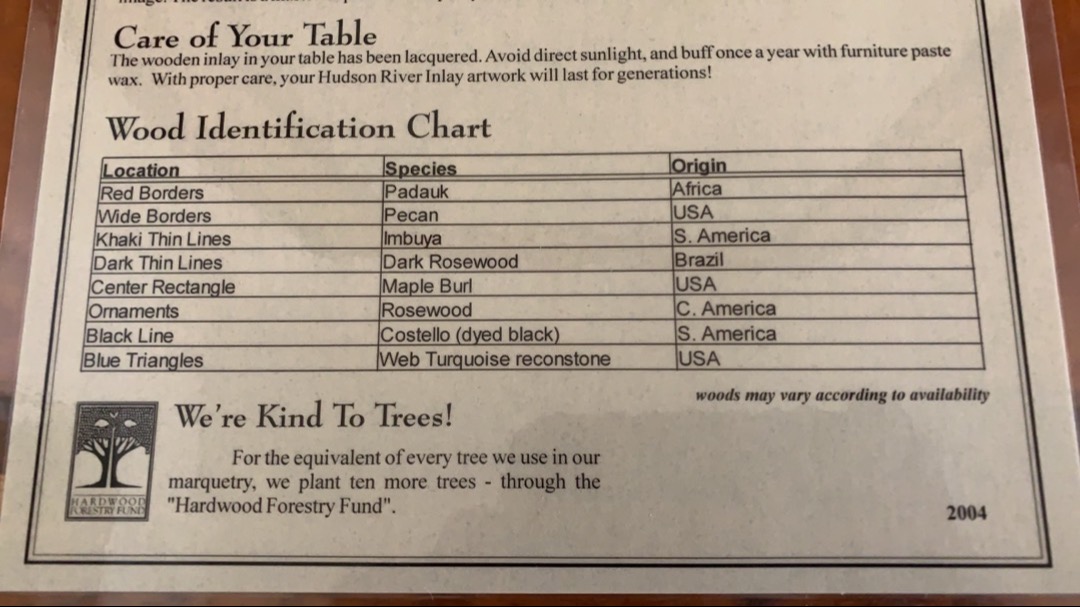 Care of Your Table
The wooden inlay in your table has been lacquered. Avoid direct sunlight, and buff once a year with furniture paste
wax. With proper care, your Hudson River Inlay artwork will last for generations!
Wood Identification Chart
Location Species Origin
Red Borders Padauk Africa
Wide Borders Pecan USA
Khaki Thin Lines Imbuya S. America
Dark Thin Lines Dark Rosewood Brazil
Center Rectangle Maple Burl USA
Ornaments Rosewood C. America
Black Line Costello (dyed black) S. America
Blue Triangles Web Turquoise reconstone USA
woods may vary according to availability
We're Kind To Trees!
For the equivalent of every tree we use in our
marquetry, we plant ten more trees - through the
"Hardwood Forestry Fund".
HARDWOOD
FORESTRY FUND
2004